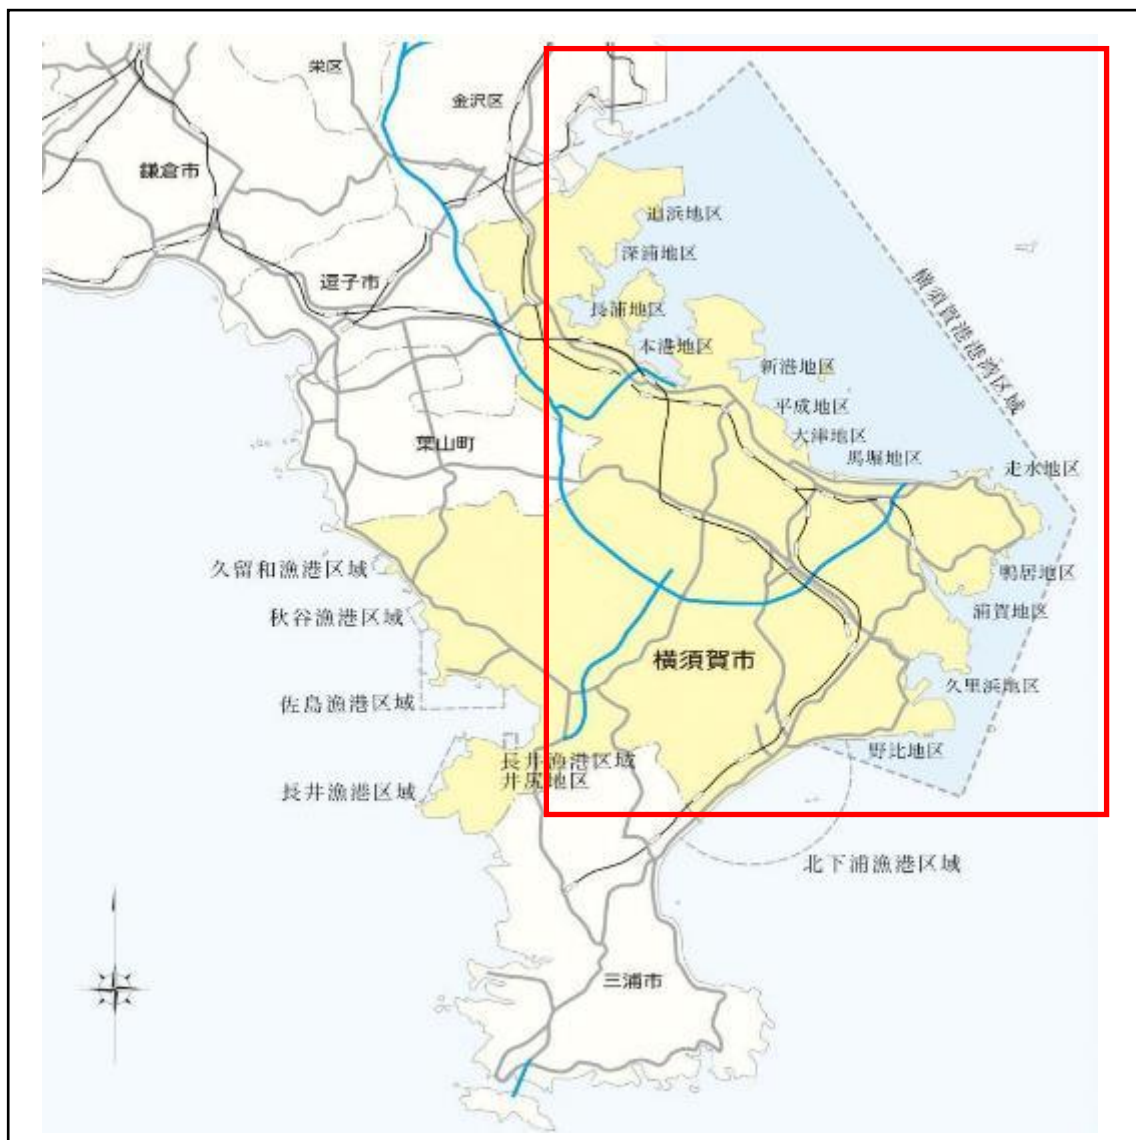 栄区
金沢区
鎌倉市
追浜地区
深浦地区
逗子市
長浦地区
横須賀港港湾区域
本港地区
新港地区
平成地区
大津地区
葉山町
馬堀地区
走水地区
久留和漁港区域
鴨居地区
秋谷漁港区域
浦賀地区
横須賀市
久里浜地区
佐島漁港区域
野比地区
長井漁港区域
井尻地区
長井漁港区域
北下浦漁港区域
三浦市